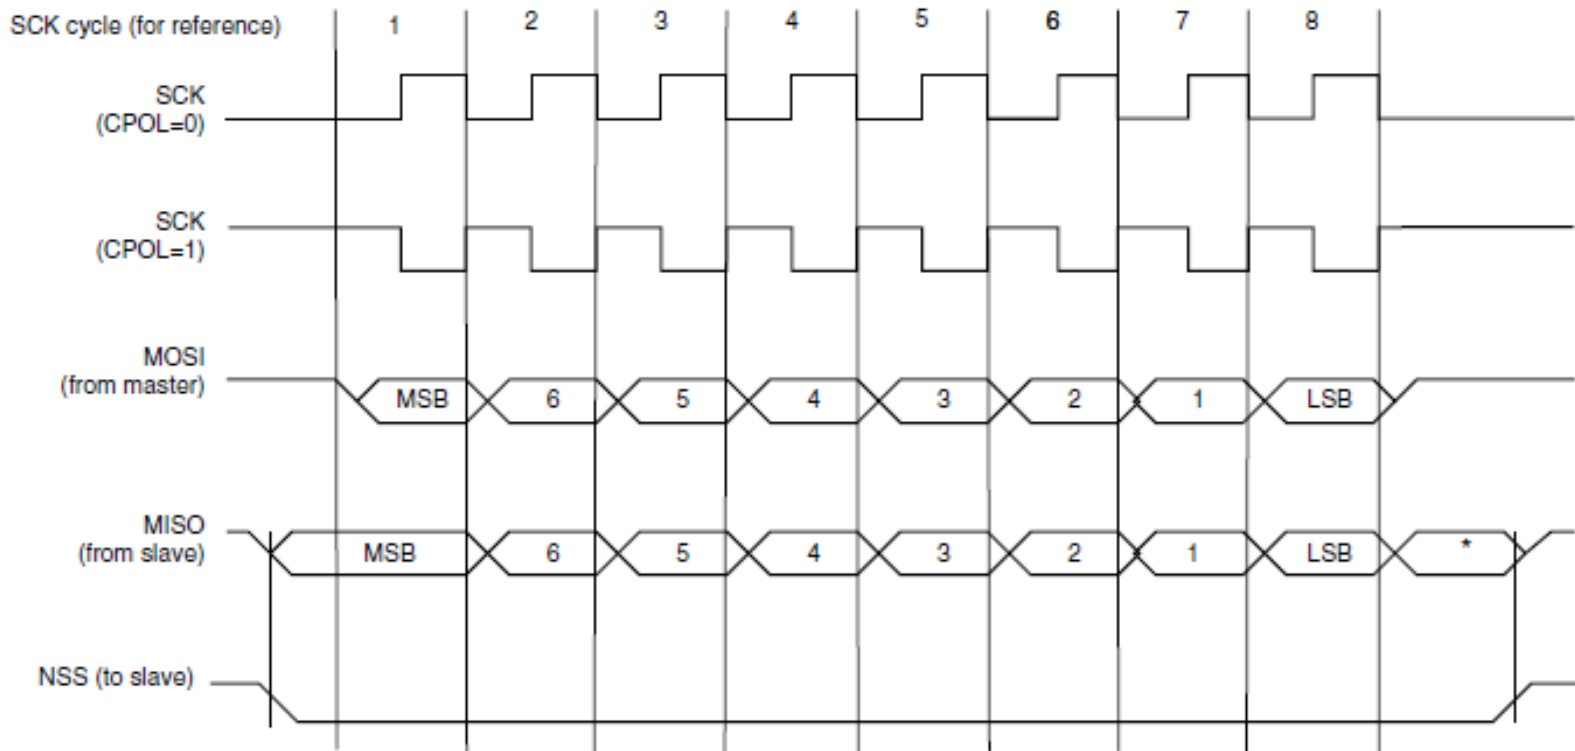 SCK cycle (for reference) 1 2 3 4 5 6 7 8
SCK
(CPOL=0)
SCK
(CPOL=1)
MOSI
(from master)
MSB 6 5 4 3 2 1 LSB
MISO
(from slave)
MSB 6 5 4 3 2 1 LSB *
NSS (to slave)